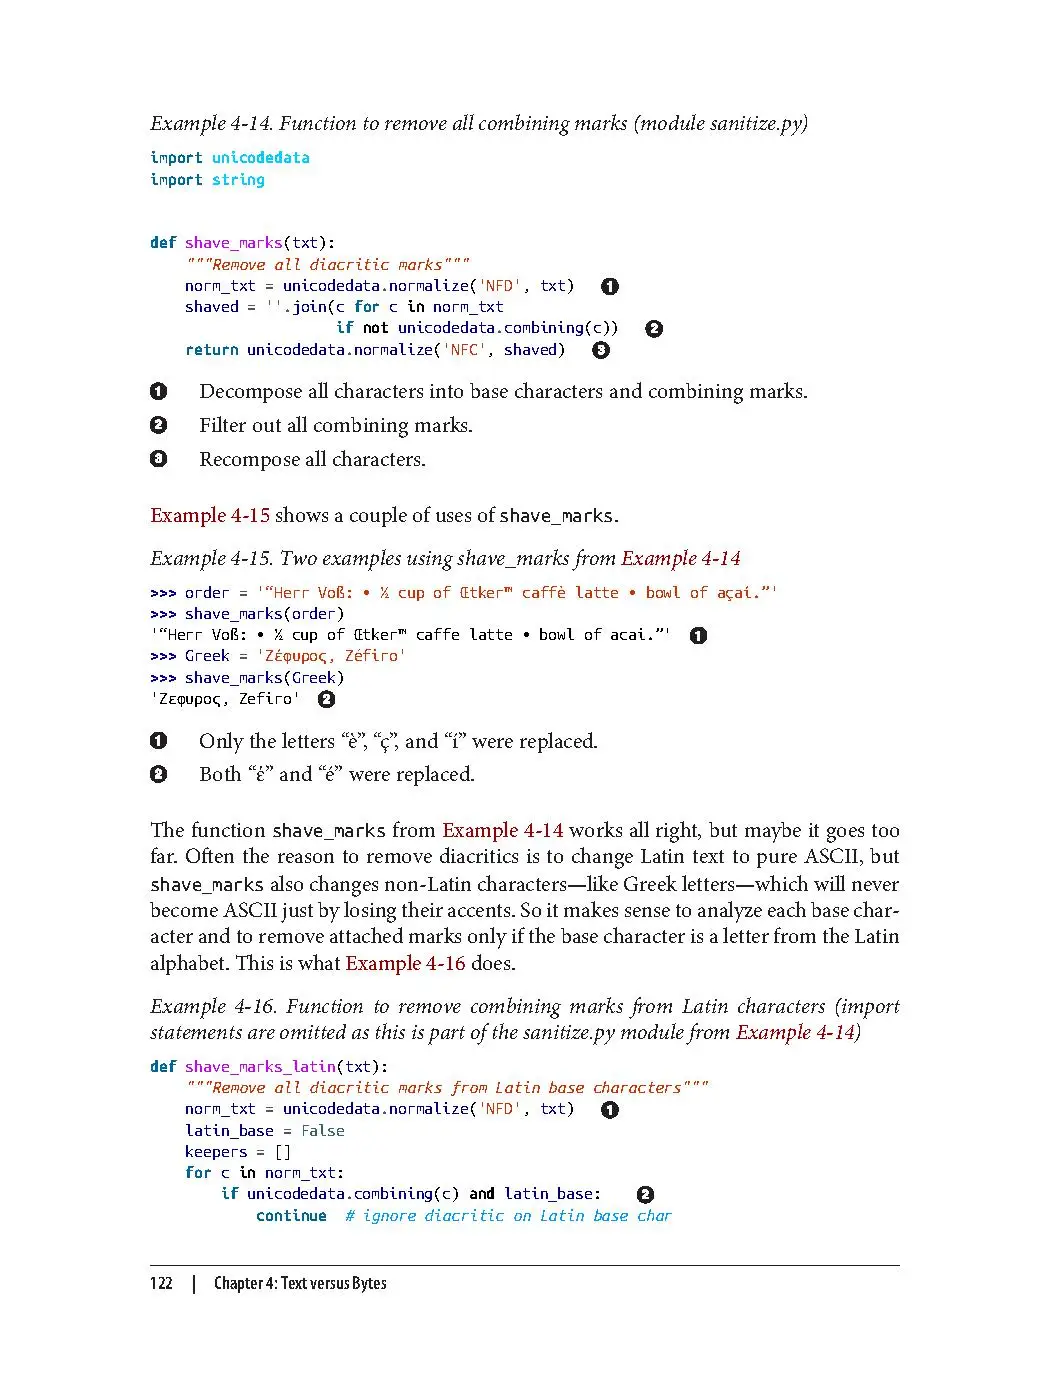 Example 4-14. Function to remove all combining marks (module sanitize.py)
import unicodedata
import string
def shave_marks(txt):
    """Remove all diacritic marks"""
    norm_txt = unicodedata.normalize('NFD', txt) ❶
    shaved = ''.join(c for c in norm_txt
                     if not unicodedata.combining(c)) ❷
    return unicodedata.normalize('NFC', shaved) ❸
❶ Decompose all characters into base characters and combining marks.
❷ Filter out all combining marks.
❸ Recompose all characters.
Example 4-15 shows a couple of uses of shave_marks.
Example 4-15. Two examples using shave_marks from Example 4-14
>>> order = '“Herr Voß: • ½ cup of Œtker™ caffè latte • bowl of açaí.”'
>>> shave_marks(order)
'“Herr Voß: • ½ cup of Œtker™ caffe latte • bowl of acai.”' ❶
>>> Greek = 'Ζέφυρος, Zéfiro'
>>> shave_marks(Greek)
'Ζεφυρος, Zefiro' ❷
❶ Only the letters “è”, “ç”, and “í” were replaced.
❷ Both “έ” and “é” were replaced.
The function shave_marks from Example 4-14 works all right, but maybe it goes too
far. Often the reason to remove diacritics is to change Latin text to pure ASCII, but
shave_marks also changes non-Latin characters—like Greek letters—which will never
become ASCII just by losing their accents. So it makes sense to analyze each base char-
acter and to remove attached marks only if the base character is a letter from the Latin
alphabet. This is what Example 4-16 does.
Example 4-16. Function to remove combining marks from Latin characters (import
statements are omitted as this is part of the sanitize.py module from Example 4-14)
def shave_marks_latin(txt):
    """Remove all diacritic marks from Latin base characters"""
    norm_txt = unicodedata.normalize('NFD', txt) ❶
    latin_base = False
    keepers = []
    for c in norm_txt:
        if unicodedata.combining(c) and latin_base: ❷
            continue # ignore diacritic on Latin base char
122 | Chapter 4: Text versus Bytes